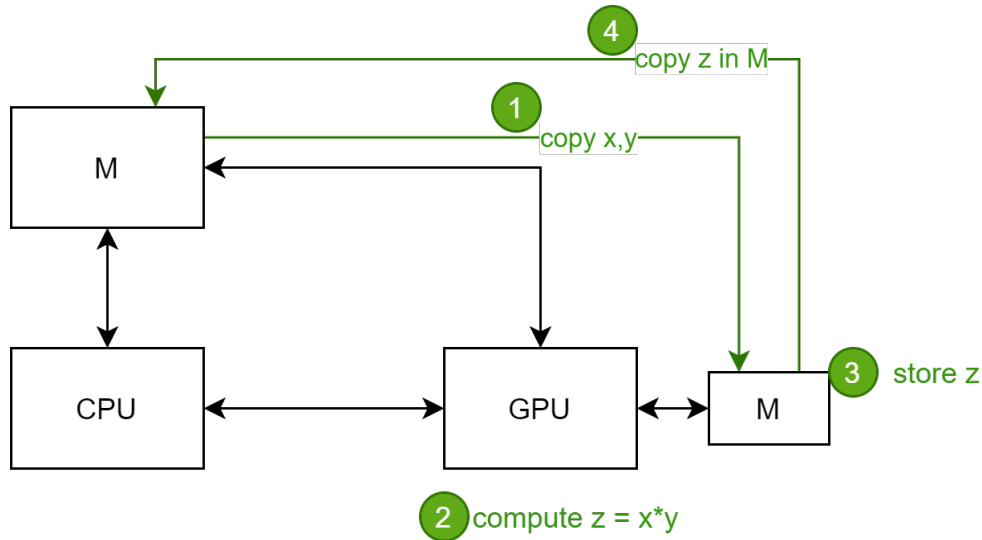 4
copy z in M
1
copy x,y
M
CPU
GPU
M
3 store z
2 compute z = x*y